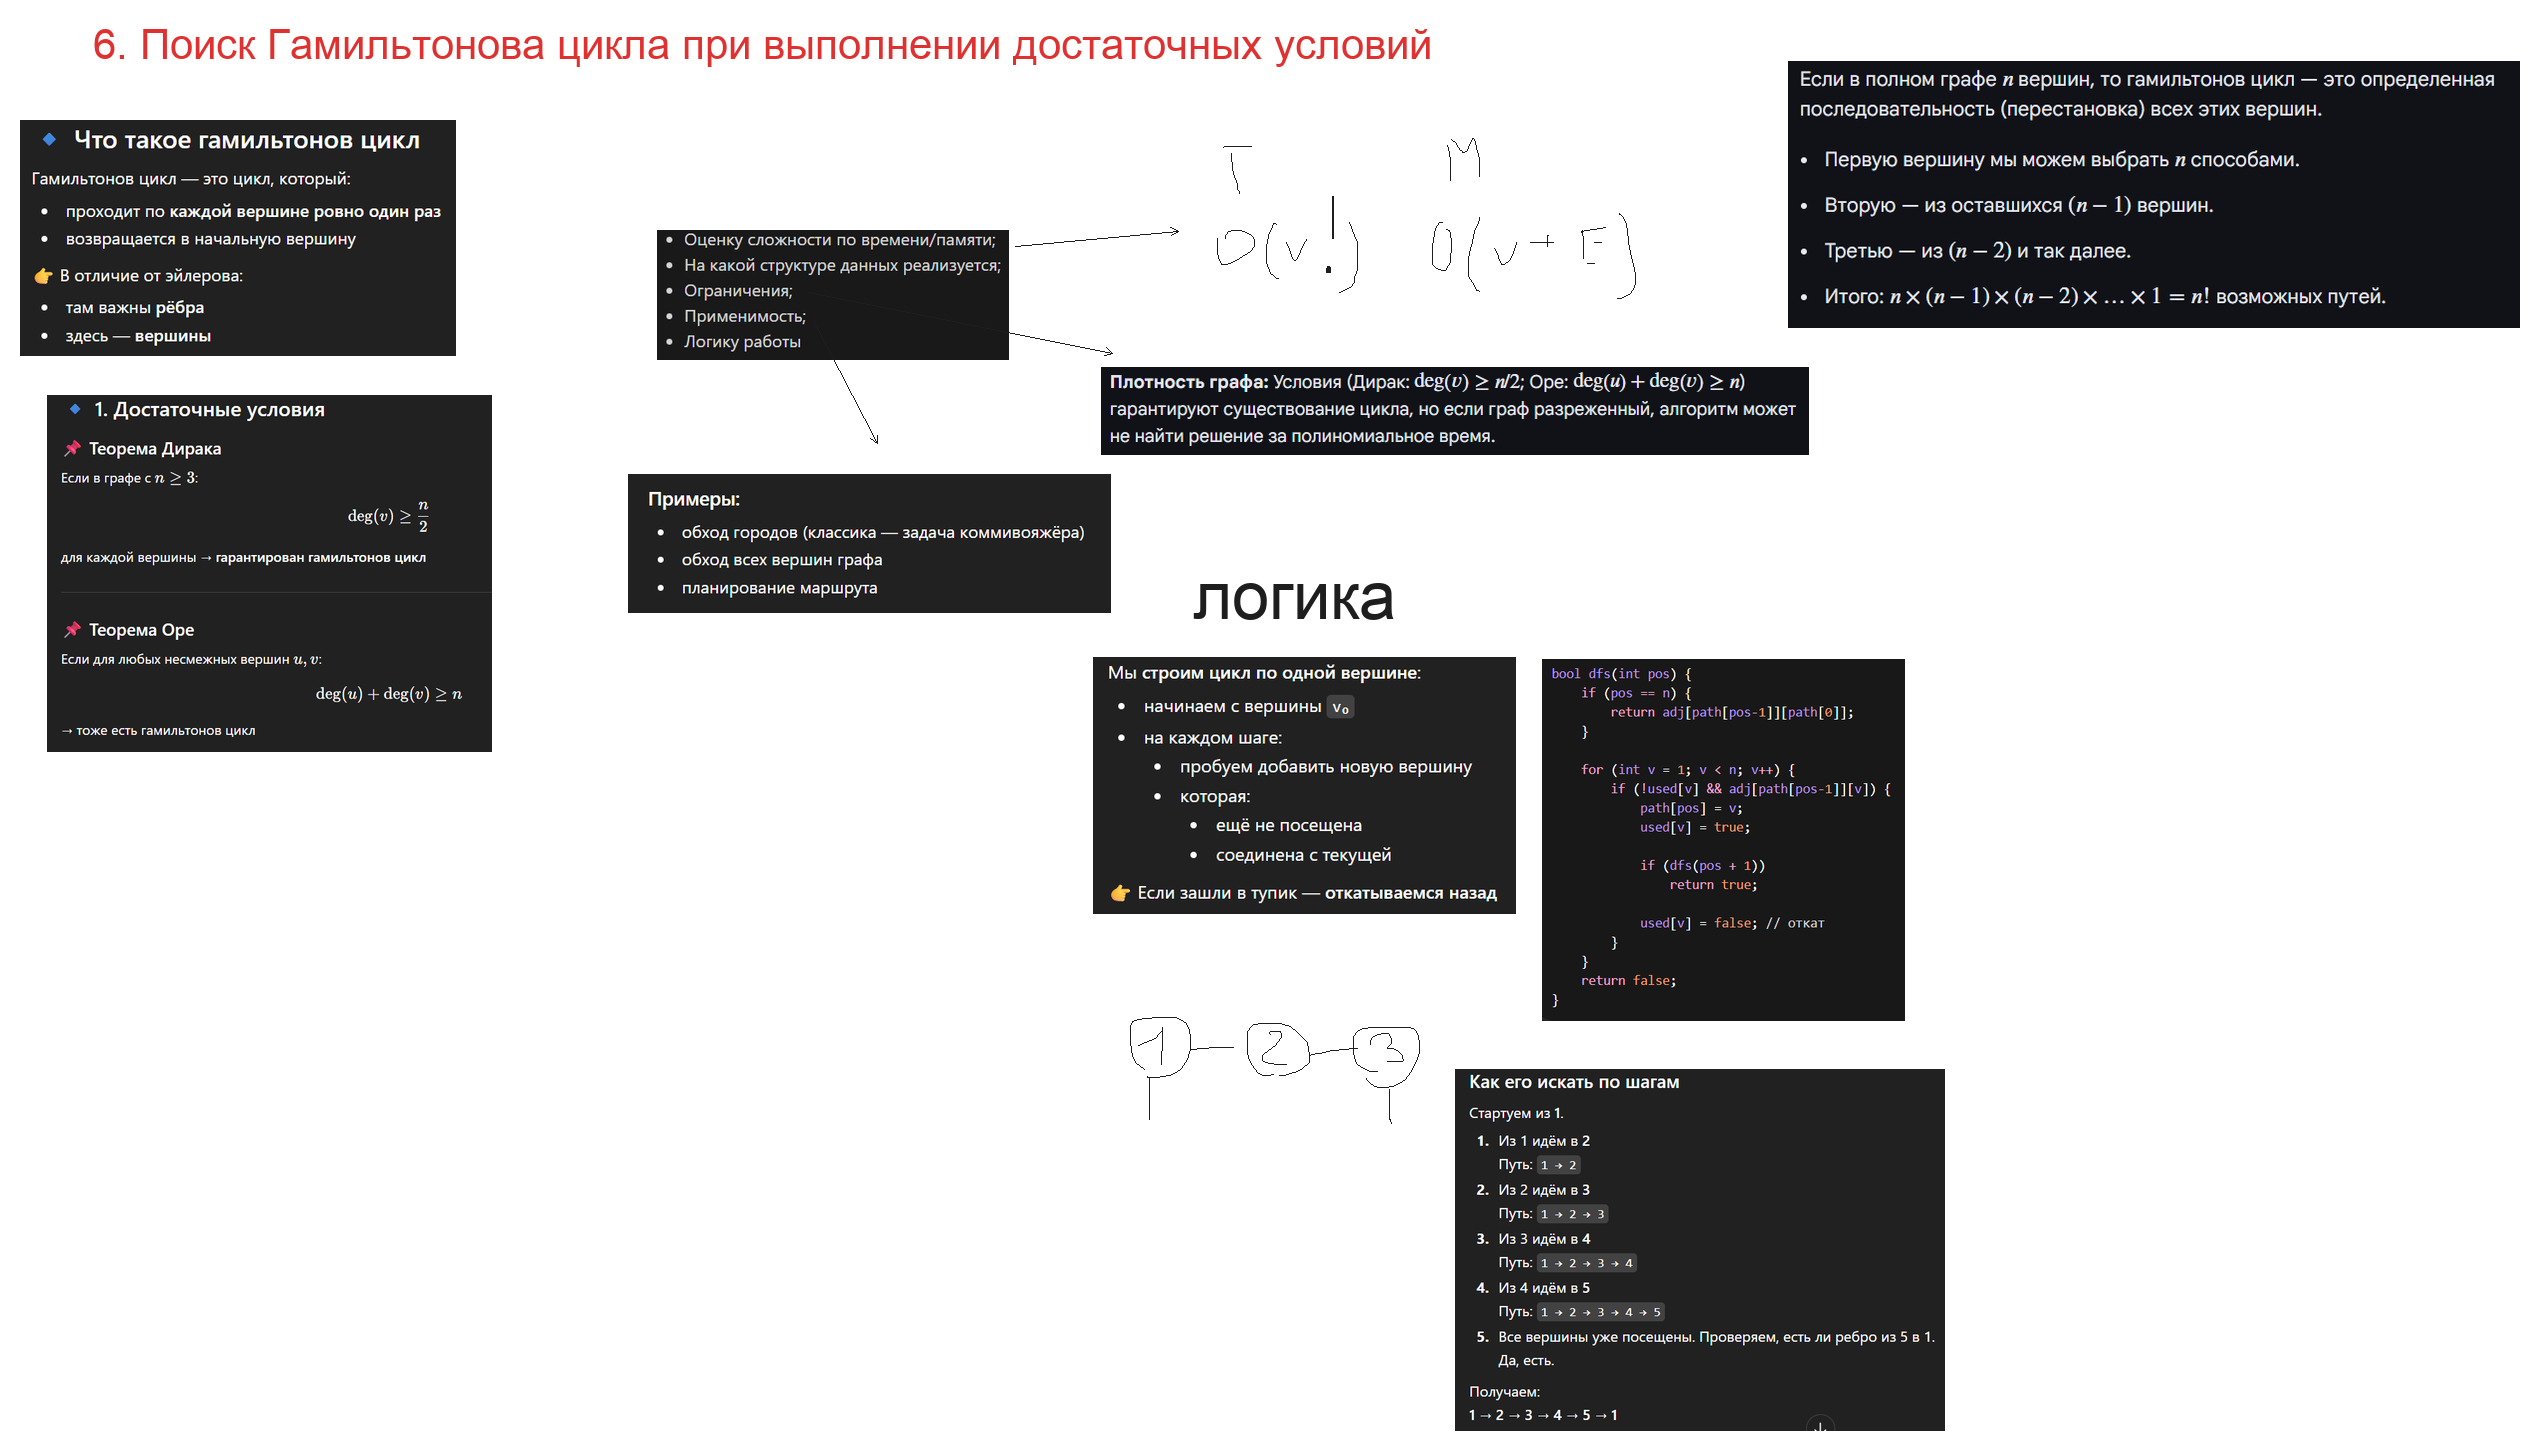 6. Поиск Гамильтонова цикла при выполнении достаточных условий
Что такое гамильтонов цикл
Гамильтонов цикл — это цикл, который:
• проходит по каждой вершине ровно один раз
• возвращается в начальную вершину
👉 В отличие от эйлерова:
• там важны рёбра
• здесь — вершины
1. Достаточные условия
📌 Теорема Дирака
Если в графе с n ≥ 3:
deg(v) ≥ n/2
для каждой вершины → гарантирован гамильтонов цикл
📌 Теорема Оре
Если для любых несмежных вершин u, v:
deg(u) + deg(v) ≥ n
→ тоже есть гамильтонов цикл
• Оценку сложности по времени/памяти;
• На какой структуре данных реализуется;
• Ограничения;
• Применимость;
• Логику работы
T M
O(v!) O(v + E)
Если в полном графе n вершин, то гамильтонов цикл — это определенная
последовательность (перестановка) всех этих вершин.
• Первую вершину мы можем выбрать n способами.
• Вторую — из оставшихся (n − 1) вершин.
• Третью — из (n − 2) и так далее.
• Итого: n × (n − 1) × (n − 2) × … × 1 = n! возможных путей.
Плотность графа: Условия (Дирак: deg(v) ≥ n/2; Оре: deg(u) + deg(v) ≥ n)
гарантируют существование цикла, но если граф разреженный, алгоритм может
не найти решение за полиномиальное время.
Примеры:
• обход городов (классика — задача коммивояжёра)
• обход всех вершин графа
• планирование маршрута
логика
Мы строим цикл по одной вершине:
• начинаем с вершины v₀
• на каждом шаге:
• пробуем добавить новую вершину
• которая:
• ещё не посещена
• соединена с текущей
👉 Если зашли в тупик — откатываемся назад
bool dfs(int pos) {
if (pos == n) {
return adj[path[pos-1]][path[0]];
}
for (int v = 1; v < n; v++) {
if (!used[v] && adj[path[pos-1]][v]) {
path[pos] = v;
used[v] = true;
if (dfs(pos + 1))
return true;
used[v] = false; // откат
}
}
return false;
}
1 2 3
Как его искать по шагам
Стартуем из 1.
1. Из 1 идём в 2
Путь: 1 → 2
2. Из 2 идём в 3
Путь: 1 → 2 → 3
3. Из 3 идём в 4
Путь: 1 → 2 → 3 → 4
4. Из 4 идём в 5
Путь: 1 → 2 → 3 → 4 → 5
5. Все вершины уже посещены. Проверяем, есть ли ребро из 5 в 1.
Да, есть.
Получаем:
1 → 2 → 3 → 4 → 5 → 1